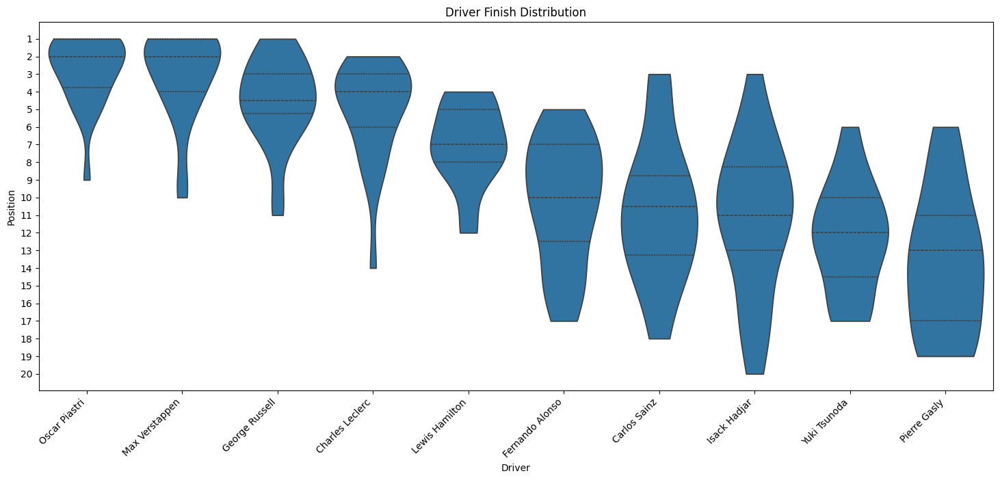 Driver Finish Distribution
1
2
3
4
5
6
7
8
9
10
11
12
13
14
15
16
17
18
19
20
Position
Oscar Piastri
Max Verstappen
George Russell
Charles Leclerc
Lewis Hamilton
Fernando Alonso
Carlos Sainz
Isack Hadjar
Yuki Tsunoda
Pierre Gasly
Driver